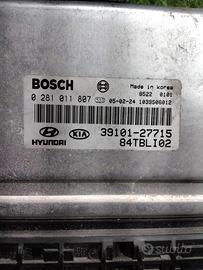 BOSCH
Made in korea
8522 0101
0 281 011 807 05-02-24 1039S06012
HYUNDAI KIA 39101-27715
84TBLI02
subito